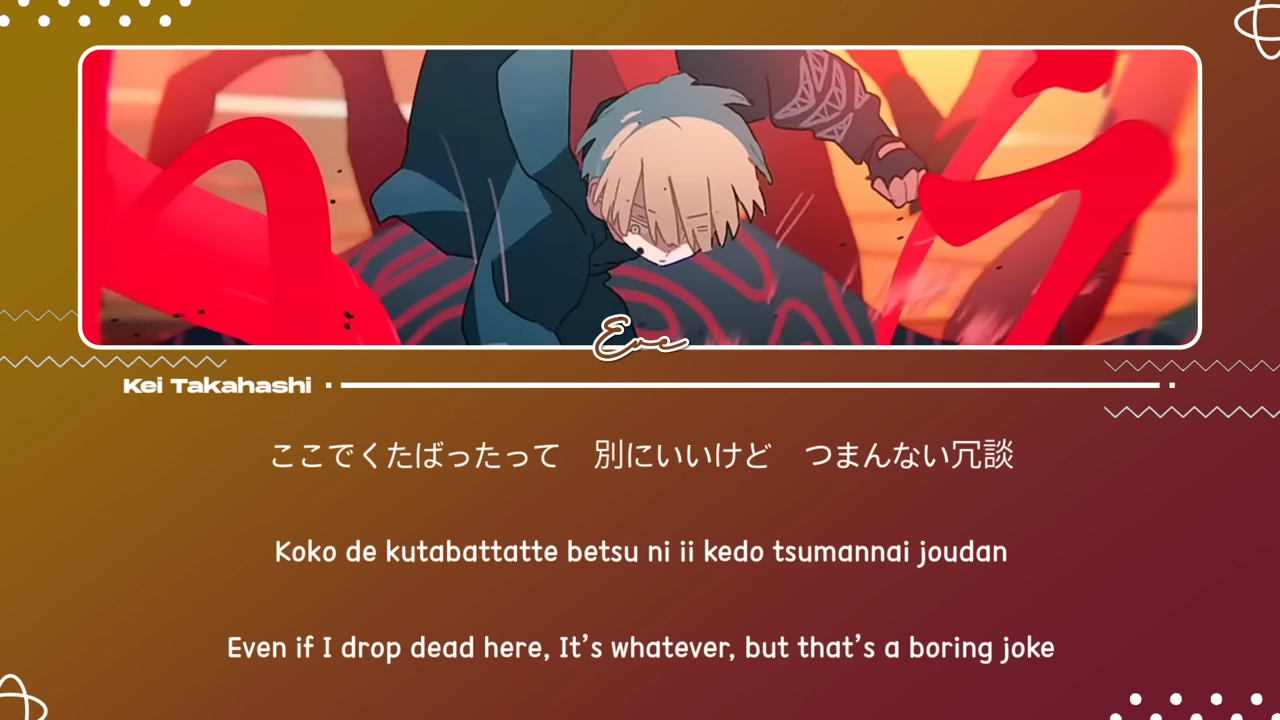 Eve
Kei Takahashi
ここでくたばったって　別にいいけど　つまんない冗談
Koko de kutabattatte betsu ni ii kedo tsumannai joudan
Even if I drop dead here, It's whatever, but that's a boring joke